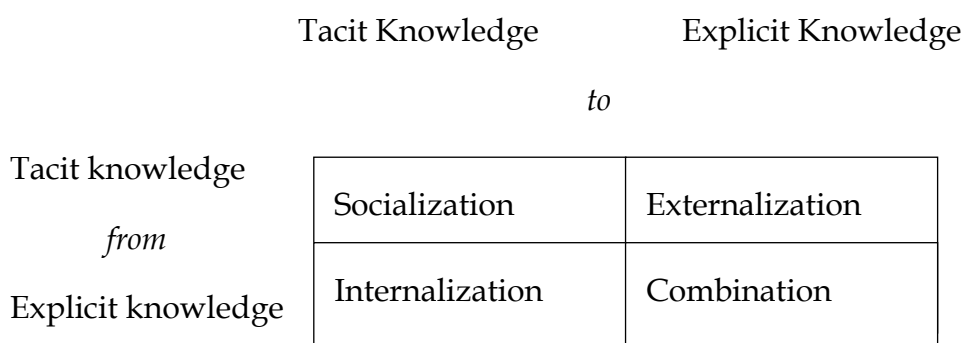 Tacit Knowledge Explicit Knowledge
to
Tacit knowledge
Socialization Externalization
from
Internalization Combination
Explicit knowledge